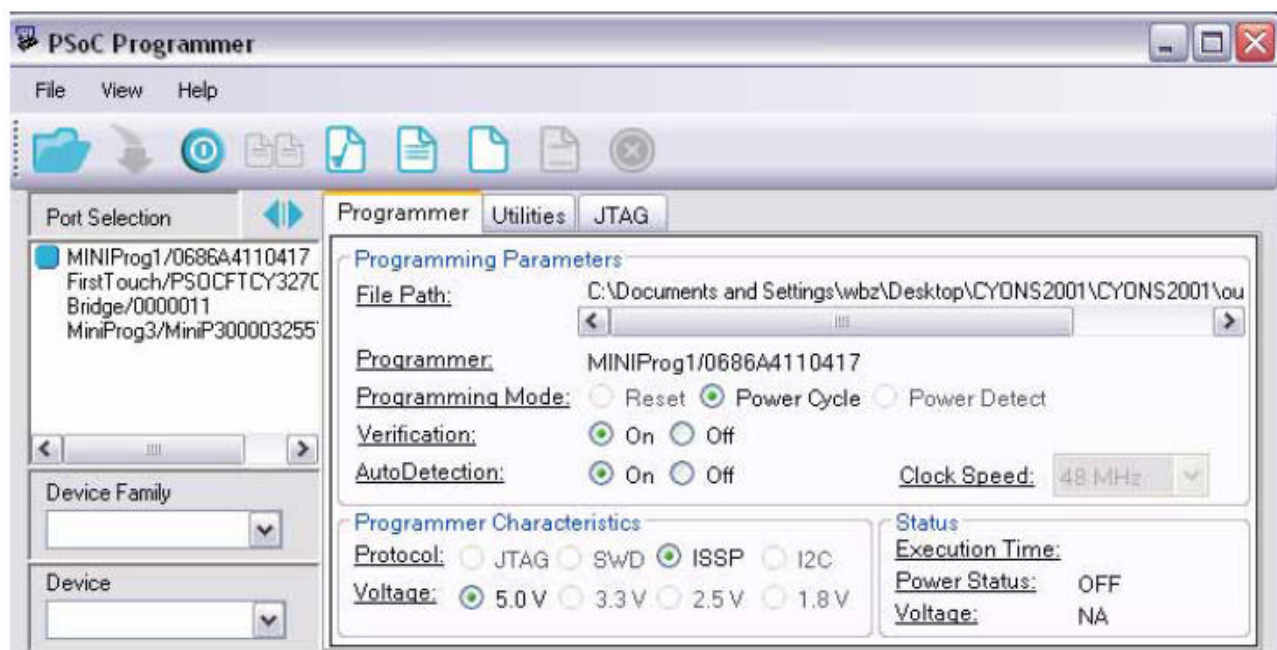 PSoC Programmer
File View Help
Port Selection
MINIProg1/0686A4110417
FirstTouch/PSOCFTCY327C
Bridge/0000011
MiniProg3/MiniP300003255
Device Family
Device
Programmer Utilities JTAG
Programming Parameters
File Path: C:\Documents and Settings\wbz\Desktop\CYONS2001\CYONS2001\ou
Programmer: MINIProg1/0686A4110417
Programming Mode: Reset Power Cycle Power Detect
Verification: On Off
AutoDetection: On Off Clock Speed: 48 MHz
Programmer Characteristics
Protocol: JTAG SWD ISSP I2C
Voltage: 5.0 V 3.3 V 2.5 V 1.8 V
Status
Execution Time:
Power Status: OFF
Voltage: NA